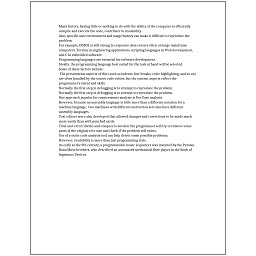 Many factors, having little or nothing to do with the ability of the computer to efficiently
compile and execute the code, contribute to readability.
Also, specific user environment and usage history can make it difficult to reproduce the
problem.
For example, COBOL is still strong in corporate data centers often on large mainframe
computers, Fortran in engineering applications, scripting languages in Web development,
and C in embedded software.
Programming languages are essential for software development.
Ideally, the programming language best suited for the task at hand will be selected.
Some of these factors include:
The presentation aspects of this (such as indents, line breaks, color highlighting, and so on)
are often handled by the source code editor, but the content aspects reflect the
programmer's talent and skills.
Normally the first step in debugging is to attempt to reproduce the problem.
Normally the first step in debugging is to attempt to reproduce the problem.
One approach popular for requirements analysis is Use Case analysis.
However, because an assembly language is little more than a different notation for a
machine language, two machines with different instruction sets also have different
assembly languages.
Text editors were also developed that allowed changes and corrections to be made much
more easily than with punched cards.
Trial-and-error/divide-and-conquer is needed: the programmer will try to remove some
parts of the original test case and check if the problem still exists.
Use of a static code analysis tool can help detect some possible problems.
However, readability is more than just programming style.
As early as the 9th century, a programmable music sequencer was invented by the Persian
Banu Musa brothers, who described an automated mechanical flute player in the Book of
Ingenious Devices.